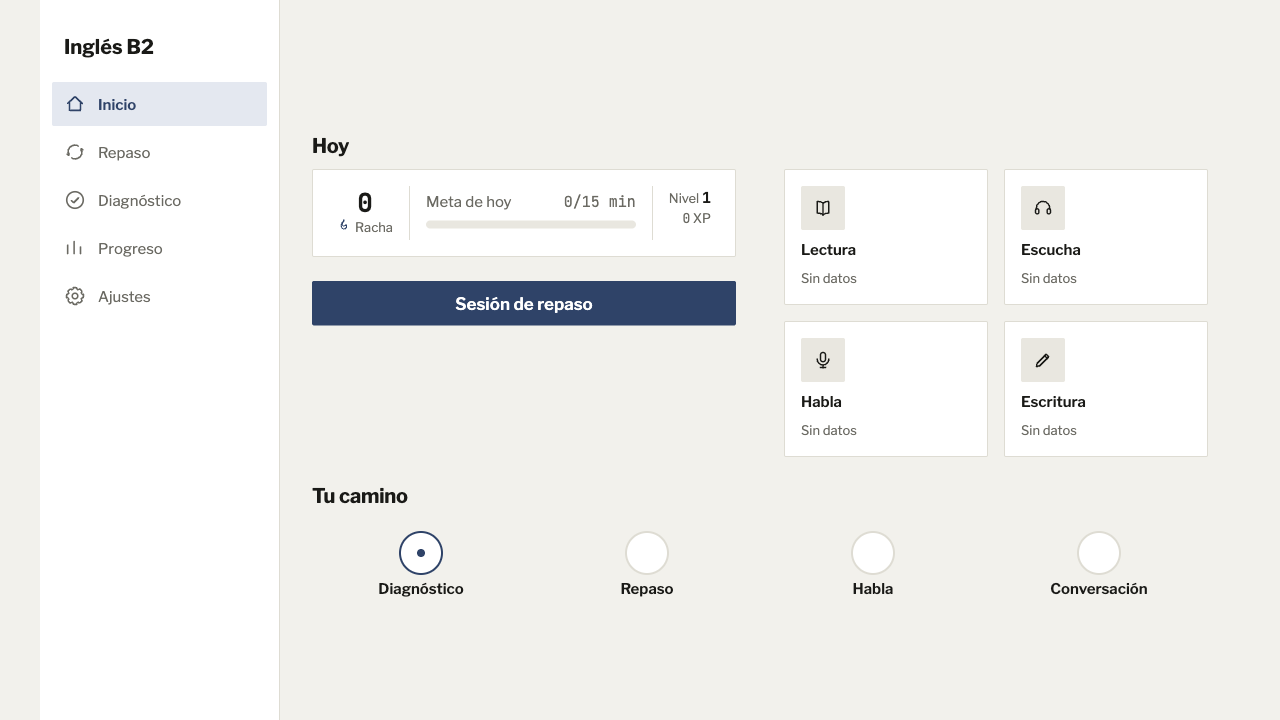 Inglés B2
Inicio
Repaso
Diagnóstico
Progreso
Ajustes
Hoy
0
Racha
Meta de hoy 0/15 min
Nivel 1
0 XP
Sesión de repaso
Lectura
Sin datos
Escucha
Sin datos
Habla
Sin datos
Escritura
Sin datos
Tu camino
Diagnóstico
Repaso
Habla
Conversación